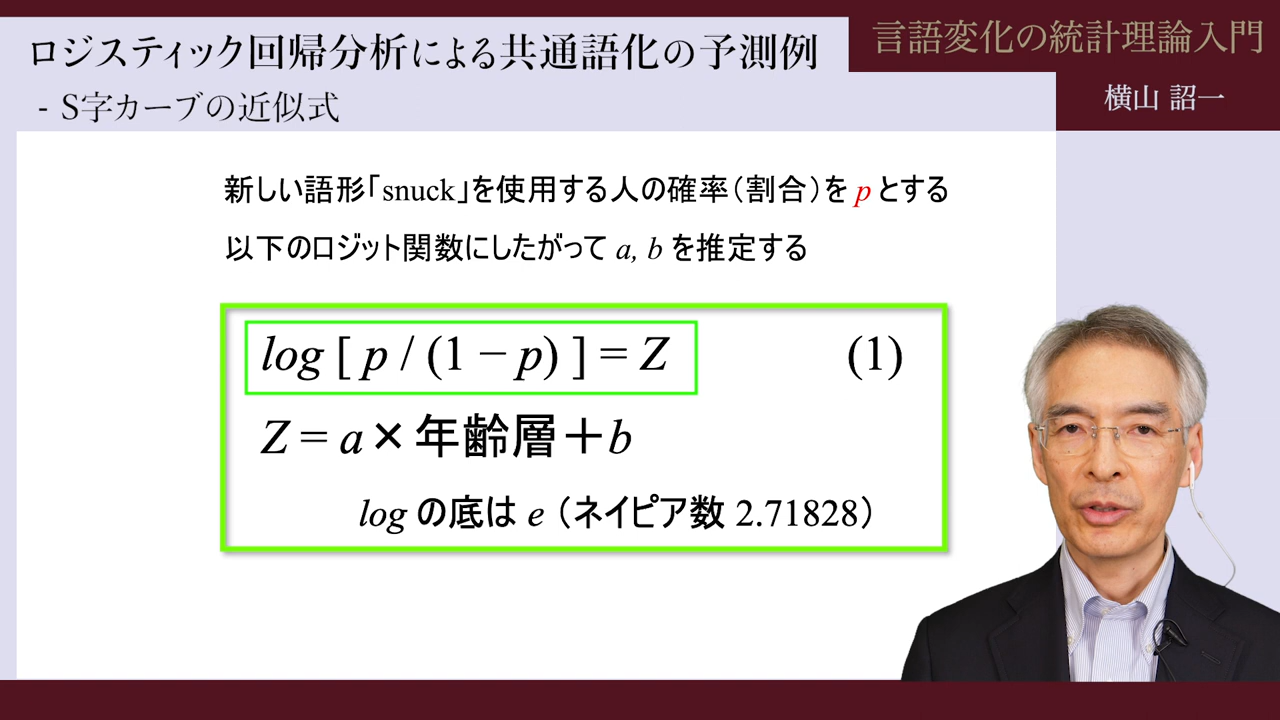 ロジスティック回帰分析による共通語化の予測例
- S字カーブの近似式
言語変化の統計理論入門
横山 詔一
新しい語形「snuck」を使用する人の確率（割合）を p とする
以下のロジット関数にしたがって a, b を推定する
log [ p / (1 − p) ] = Z (1)
Z = a × 年齢層＋b
log の底は e （ネイピア数 2.71828）